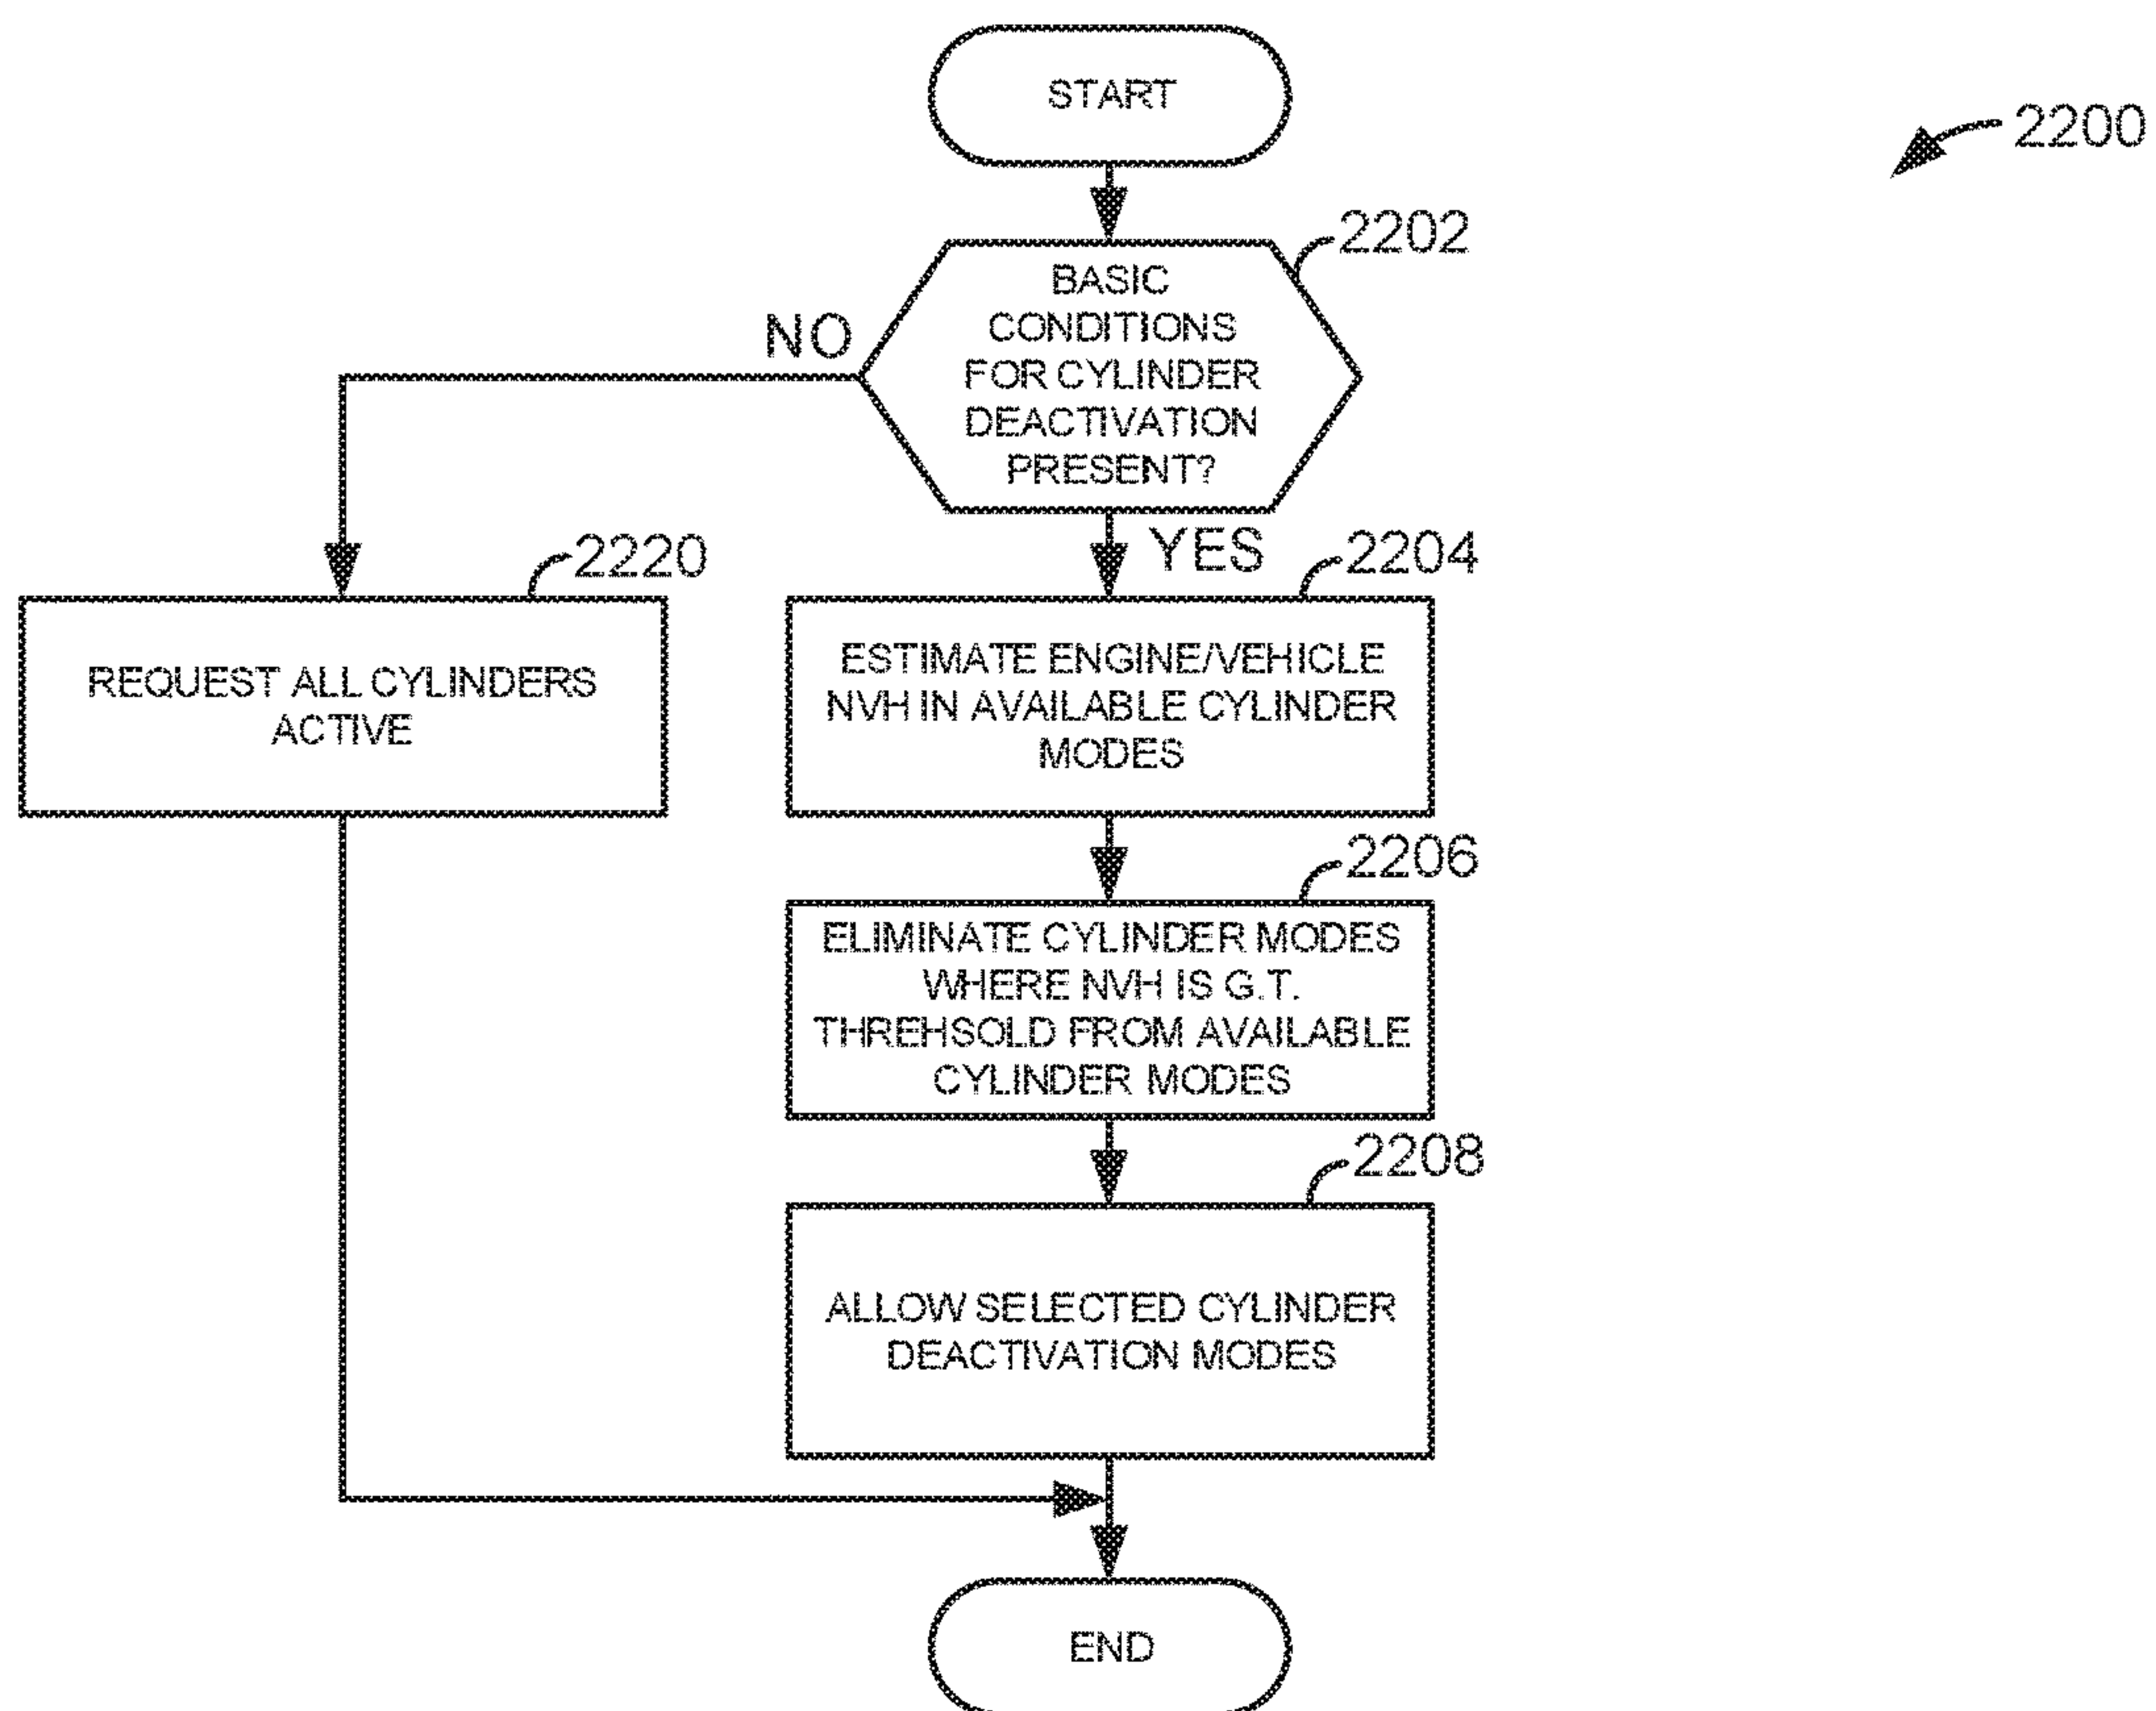 START
2200
2202
BASIC
CONDITIONS
FOR CYLINDER
DEACTIVATION
PRESENT?
NO
YES
2220
REQUEST ALL CYLINDERS
ACTIVE
2204
ESTIMATE ENGINE/VEHICLE
NVH IN AVAILABLE CYLINDER
MODES
2206
ELIMINATE CYLINDER MODES
WHERE NVH IS G.T.
THREHSOLD FROM AVAILABLE
CYLINDER MODES
2208
ALLOW SELECTED CYLINDER
DEACTIVATION MODES
END